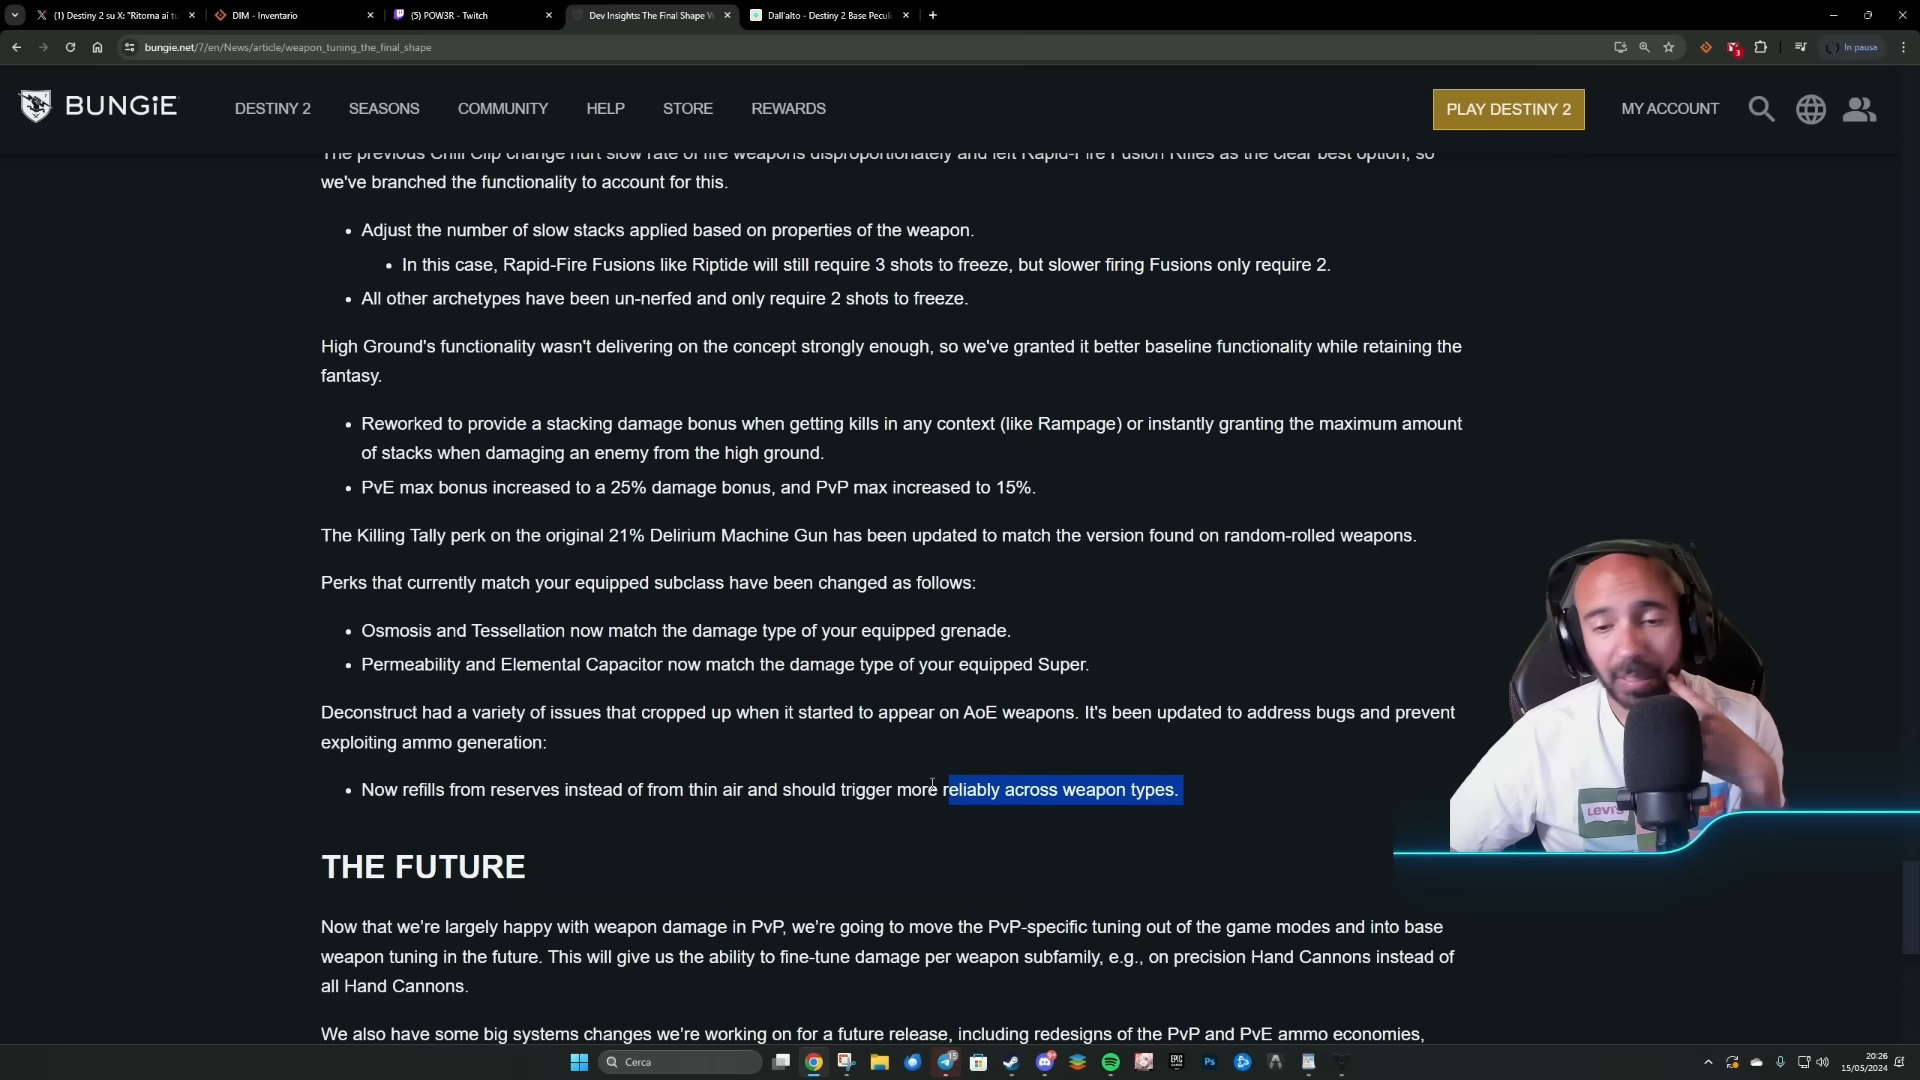 (1) Destiny 2 su X: "Ritorna ai tu
DIM - Inventario
(5) POW3R - Twitch
Dev Insights: The Final Shape W
Dall'alto - Destiny 2 Base Peculi
bungie.net/7/en/News/article/weapon_tuning_the_final_shape
3
In pausa
BUNGiE
DESTINY 2
SEASONS
COMMUNITY
HELP
STORE
REWARDS
PLAY DESTINY 2
MY ACCOUNT
The previous Chill Clip change hurt slow rate of fire weapons disproportionately and left Rapid-Fire Fusion Rifles as the clear best option, so
we've branched the functionality to account for this.
• Adjust the number of slow stacks applied based on properties of the weapon.
• In this case, Rapid-Fire Fusions like Riptide will still require 3 shots to freeze, but slower firing Fusions only require 2.
• All other archetypes have been un-nerfed and only require 2 shots to freeze.
High Ground's functionality wasn't delivering on the concept strongly enough, so we've granted it better baseline functionality while retaining the
fantasy.
• Reworked to provide a stacking damage bonus when getting kills in any context (like Rampage) or instantly granting the maximum amount
of stacks when damaging an enemy from the high ground.
• PvE max bonus increased to a 25% damage bonus, and PvP max increased to 15%.
The Killing Tally perk on the original 21% Delirium Machine Gun has been updated to match the version found on random-rolled weapons.
Perks that currently match your equipped subclass have been changed as follows:
• Osmosis and Tessellation now match the damage type of your equipped grenade.
• Permeability and Elemental Capacitor now match the damage type of your equipped Super.
Deconstruct had a variety of issues that cropped up when it started to appear on AoE weapons. It's been updated to address bugs and prevent
exploiting ammo generation:
• Now refills from reserves instead of from thin air and should trigger more reliably across weapon types.
Levi's
THE FUTURE
Now that we're largely happy with weapon damage in PvP, we're going to move the PvP-specific tuning out of the game modes and into base
weapon tuning in the future. This will give us the ability to fine-tune damage per weapon subfamily, e.g., on precision Hand Cannons instead of
all Hand Cannons.
We also have some big systems changes we're working on for a future release, including redesigns of the PvP and PvE ammo economies,
Cerca
15
EPIC
Ps
20:26
15/05/2024